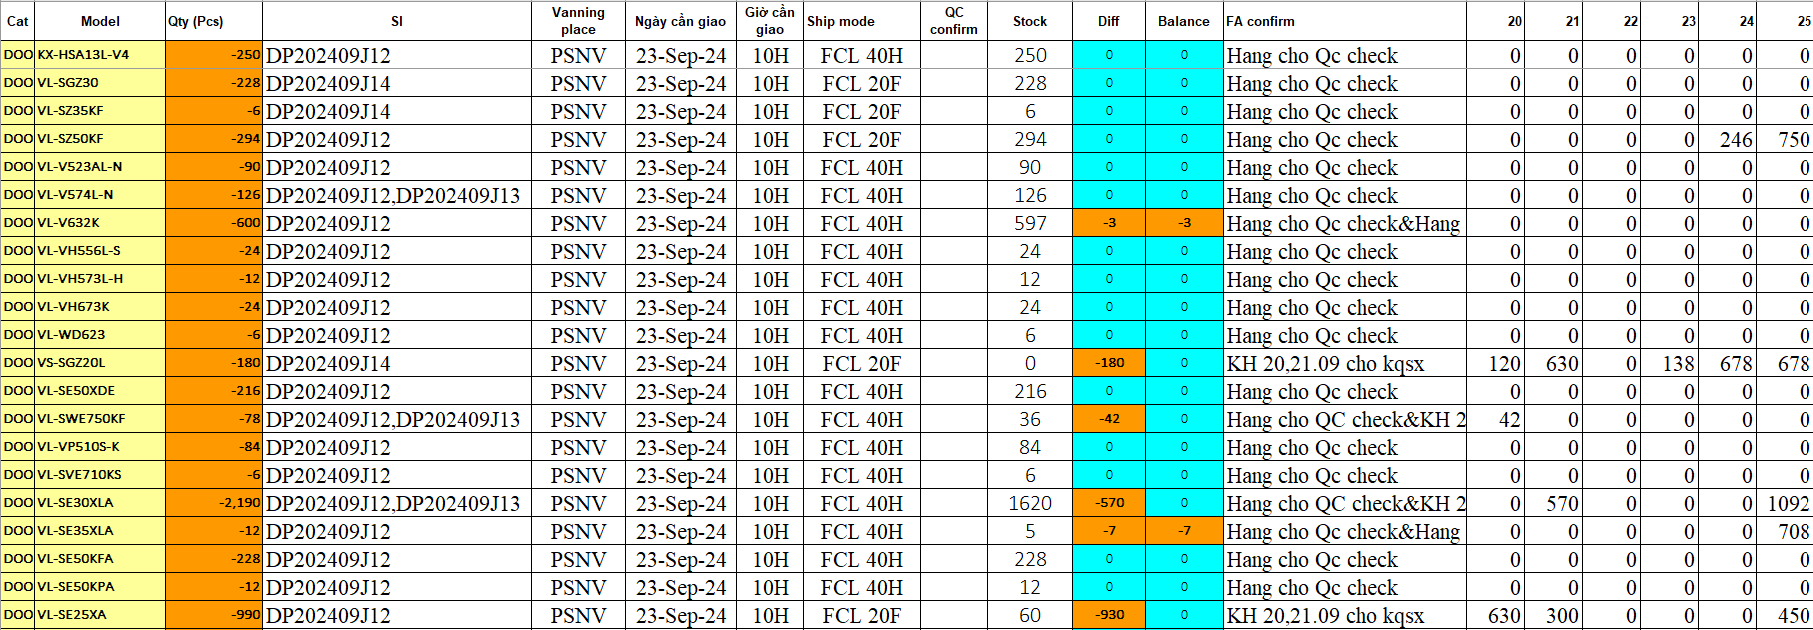 Cat Model Qty (Pcs) SI Vanning place Ngày cần giao Giờ cần giao Ship mode QC confirm Stock Diff Balance FA confirm 20 21 22 23 24 25
DOO KX-HSA13L-V4 -250 DP202409J12 PSNV 23-Sep-24 10H FCL 40H 250 0 0 Hang cho Qc check 0 0 0 0 0 0
DOO VL-SGZ30 -228 DP202409J14 PSNV 23-Sep-24 10H FCL 20F 228 0 0 Hang cho Qc check 0 0 0 0 0 0
DOO VL-SZ35KF -6 DP202409J14 PSNV 23-Sep-24 10H FCL 20F 6 0 0 Hang cho Qc check 0 0 0 0 0 0
DOO VL-SZ50KF -294 DP202409J12 PSNV 23-Sep-24 10H FCL 20F 294 0 0 Hang cho Qc check 0 0 0 0 246 750
DOO VL-V523AL-N -90 DP202409J12 PSNV 23-Sep-24 10H FCL 40H 90 0 0 Hang cho Qc check 0 0 0 0 0 0
DOO VL-V574L-N -126 DP202409J12,DP202409J13 PSNV 23-Sep-24 10H FCL 40H 126 0 0 Hang cho Qc check 0 0 0 0 0 0
DOO VL-V632K -600 DP202409J12 PSNV 23-Sep-24 10H FCL 40H 597 -3 -3 Hang cho Qc check&Hang 0 0 0 0 0 0
DOO VL-VH556L-S -24 DP202409J12 PSNV 23-Sep-24 10H FCL 40H 24 0 0 Hang cho Qc check 0 0 0 0 0 0
DOO VL-VH573L-H -12 DP202409J12 PSNV 23-Sep-24 10H FCL 40H 12 0 0 Hang cho Qc check 0 0 0 0 0 0
DOO VL-VH673K -24 DP202409J12 PSNV 23-Sep-24 10H FCL 40H 24 0 0 Hang cho Qc check 0 0 0 0 0 0
DOO VL-WD623 -6 DP202409J12 PSNV 23-Sep-24 10H FCL 40H 6 0 0 Hang cho Qc check 0 0 0 0 0 0
DOO VS-SGZ20L -180 DP202409J14 PSNV 23-Sep-24 10H FCL 20F 0 -180 0 KH 20,21.09 cho kqsx 120 630 0 138 678 678
DOO VL-SE50XDE -216 DP202409J12 PSNV 23-Sep-24 10H FCL 40H 216 0 0 Hang cho Qc check 0 0 0 0 0 0
DOO VL-SWE750KF -78 DP202409J12,DP202409J13 PSNV 23-Sep-24 10H FCL 40H 36 -42 0 Hang cho QC check&KH 2 42 0 0 0 0 0
DOO VL-VP510S-K -84 DP202409J12 PSNV 23-Sep-24 10H FCL 40H 84 0 0 Hang cho Qc check 0 0 0 0 0 0
DOO VL-SVE710KS -6 DP202409J12 PSNV 23-Sep-24 10H FCL 40H 6 0 0 Hang cho Qc check 0 0 0 0 0 0
DOO VL-SE30XLA -2,190 DP202409J12,DP202409J13 PSNV 23-Sep-24 10H FCL 40H 1620 -570 0 Hang cho QC check&KH 2 0 570 0 0 0 1092
DOO VL-SE35XLA -12 DP202409J12 PSNV 23-Sep-24 10H FCL 40H 5 -7 -7 Hang cho Qc check&Hang 0 0 0 0 0 708
DOO VL-SE50KFA -228 DP202409J12 PSNV 23-Sep-24 10H FCL 40H 228 0 0 Hang cho Qc check 0 0 0 0 0 0
DOO VL-SE50KPA -12 DP202409J12 PSNV 23-Sep-24 10H FCL 40H 12 0 0 Hang cho Qc check 0 0 0 0 0 0
DOO VL-SE25XA -990 DP202409J12 PSNV 23-Sep-24 10H FCL 20F 60 -930 0 KH 20,21.09 cho kqsx 630 300 0 0 0 450